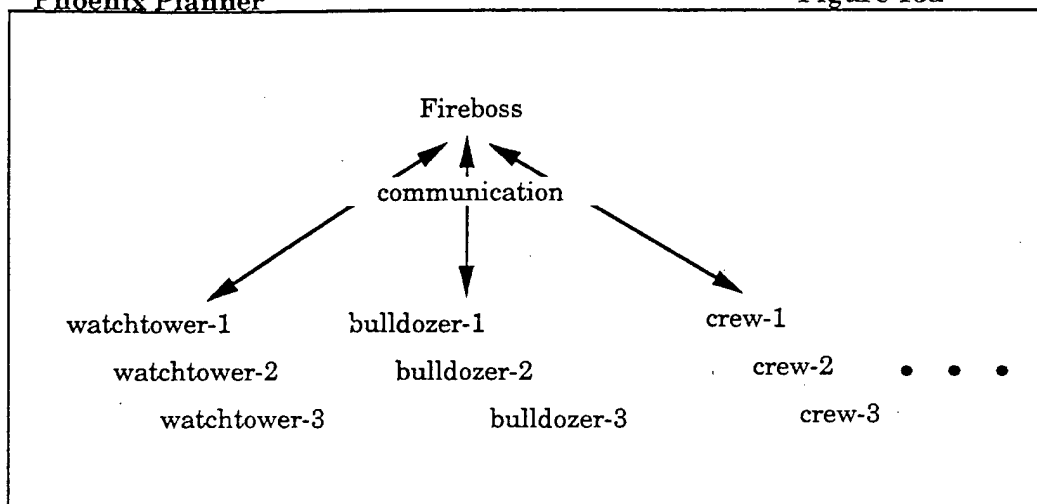 Phoenix Planner
Fireboss
communication
watchtower-1 bulldozer-1 crew-1
watchtower-2 bulldozer-2 crew-2 • • •
watchtower-3 bulldozer-3 crew-3